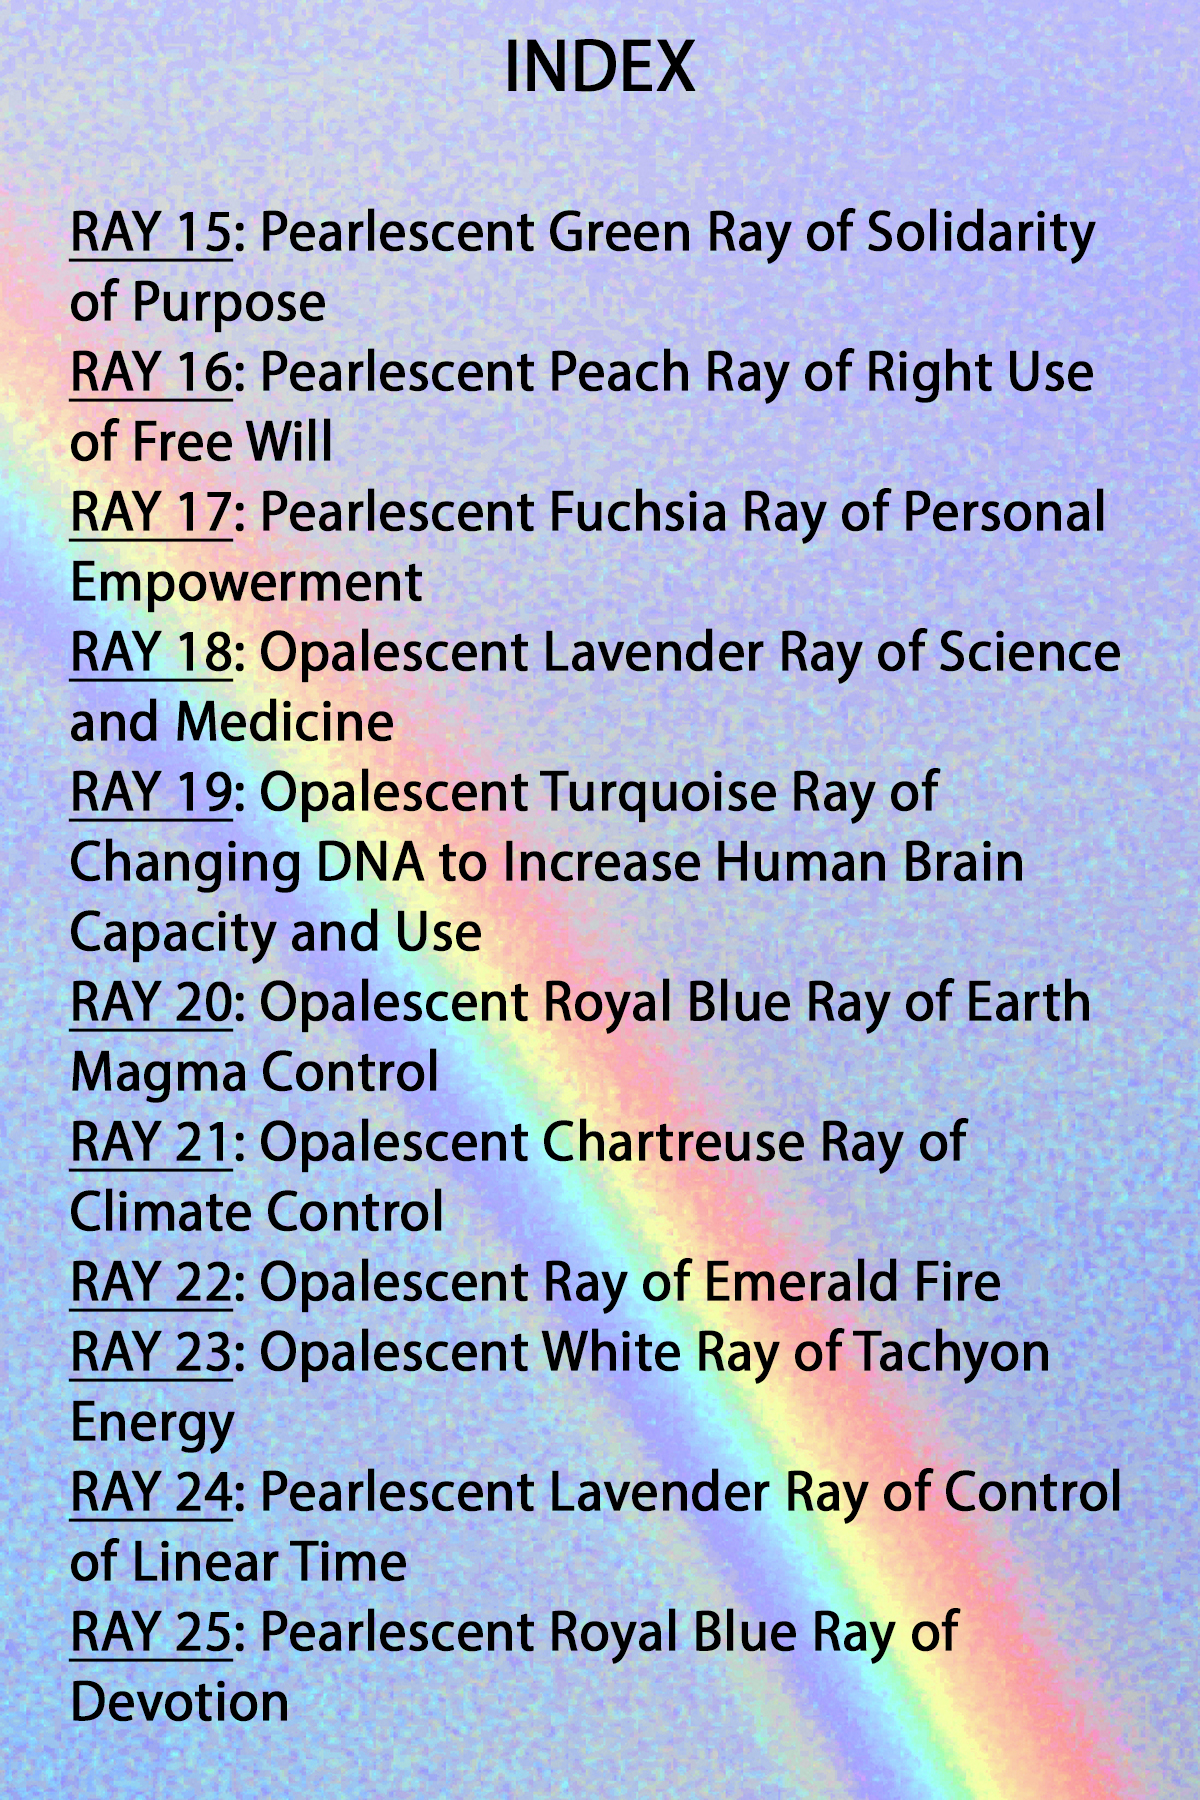 INDEX
RAY 15: Pearlescent Green Ray of Solidarity
of Purpose
RAY 16: Pearlescent Peach Ray of Right Use
of Free Will
RAY 17: Pearlescent Fuchsia Ray of Personal
Empowerment
RAY 18: Opalescent Lavender Ray of Science
and Medicine
RAY 19: Opalescent Turquoise Ray of
Changing DNA to Increase Human Brain
Capacity and Use
RAY 20: Opalescent Royal Blue Ray of Earth
Magma Control
RAY 21: Opalescent Chartreuse Ray of
Climate Control
RAY 22: Opalescent Ray of Emerald Fire
RAY 23: Opalescent White Ray of Tachyon
Energy
RAY 24: Pearlescent Lavender Ray of Control
of Linear Time
RAY 25: Pearlescent Royal Blue Ray of
Devotion